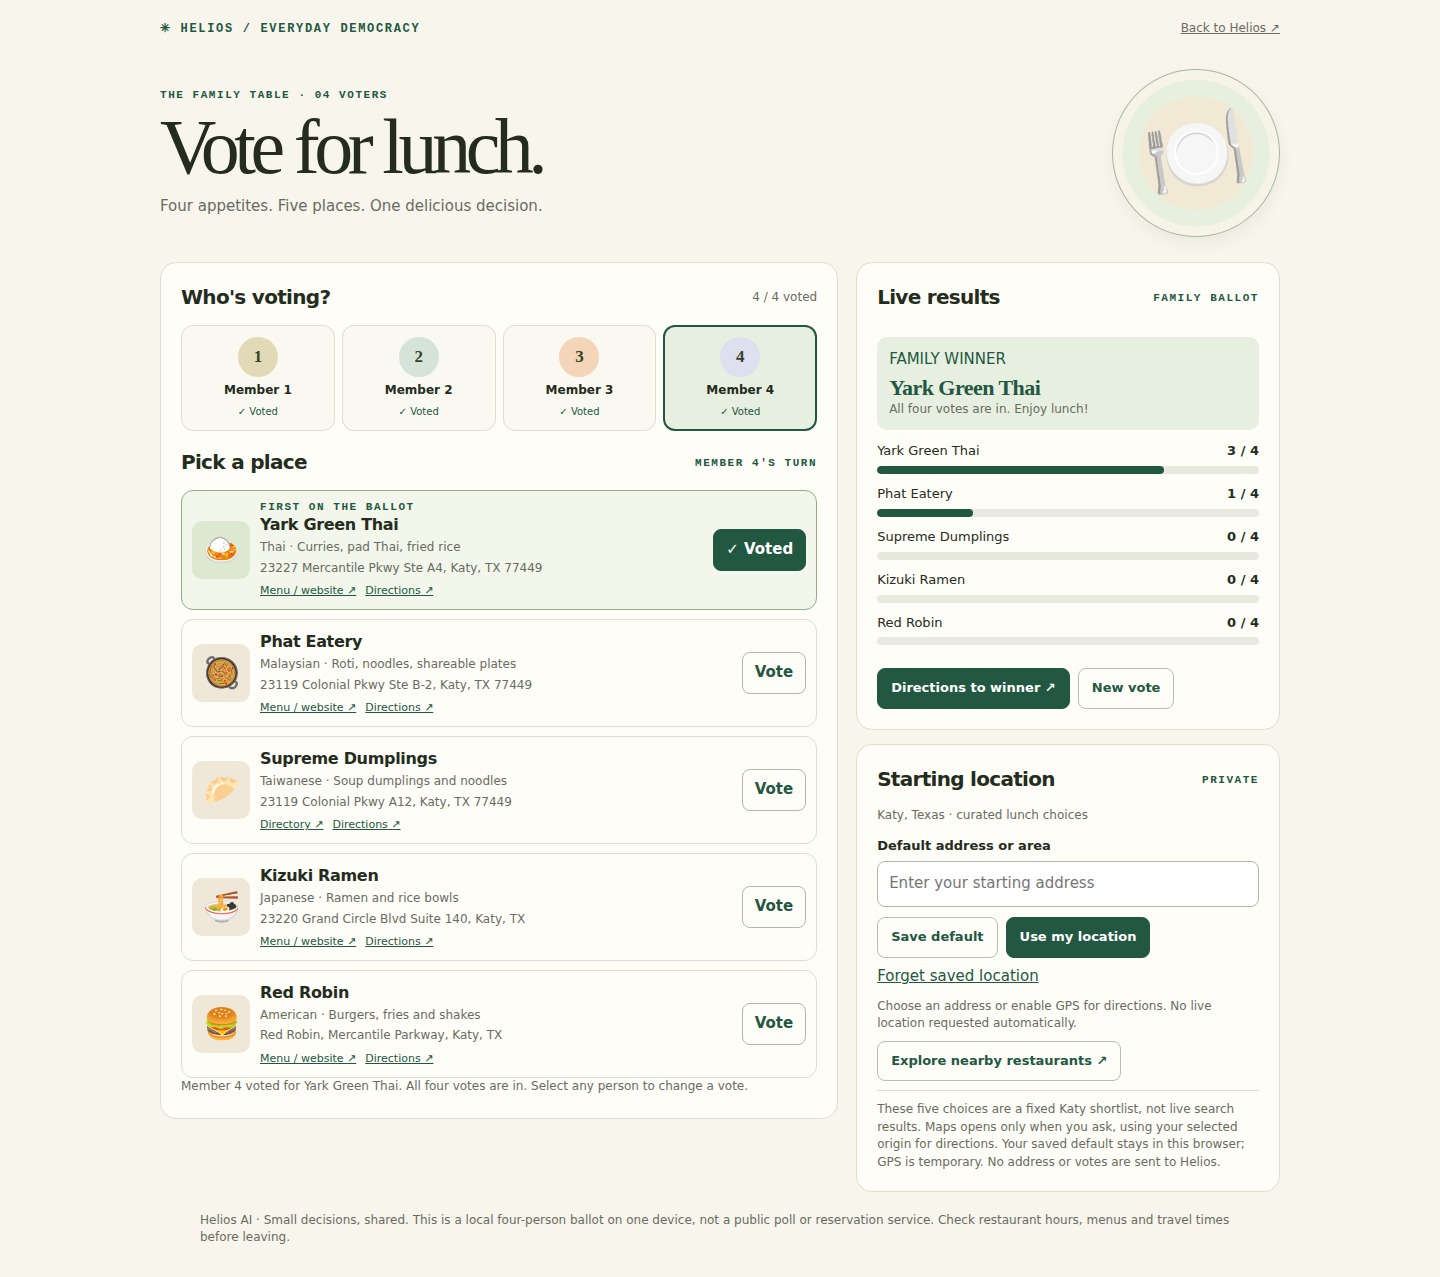 ✳ HELIOS / EVERYDAY DEMOCRACY
Back to Helios ↗
THE FAMILY TABLE · 04 VOTERS
Vote for lunch.
Four appetites. Five places. One delicious decision.
Who's voting?
4 / 4 voted
1
Member 1
✓ Voted
2
Member 2
✓ Voted
3
Member 3
✓ Voted
4
Member 4
✓ Voted
Pick a place
MEMBER 4'S TURN
FIRST ON THE BALLOT
Yark Green Thai
Thai · Curries, pad Thai, fried rice
23227 Mercantile Pkwy Ste A4, Katy, TX 77449
Menu / website ↗ Directions ↗
✓ Voted
Phat Eatery
Malaysian · Roti, noodles, shareable plates
23119 Colonial Pkwy Ste B-2, Katy, TX 77449
Menu / website ↗ Directions ↗
Vote
Supreme Dumplings
Taiwanese · Soup dumplings and noodles
23119 Colonial Pkwy A12, Katy, TX 77449
Directory ↗ Directions ↗
Vote
Kizuki Ramen
Japanese · Ramen and rice bowls
23220 Grand Circle Blvd Suite 140, Katy, TX
Menu / website ↗ Directions ↗
Vote
Red Robin
American · Burgers, fries and shakes
Red Robin, Mercantile Parkway, Katy, TX
Menu / website ↗ Directions ↗
Vote
Member 4 voted for Yark Green Thai. All four votes are in. Select any person to change a vote.
Live results
FAMILY BALLOT
FAMILY WINNER
Yark Green Thai
All four votes are in. Enjoy lunch!
Yark Green Thai 3 / 4
Phat Eatery 1 / 4
Supreme Dumplings 0 / 4
Kizuki Ramen 0 / 4
Red Robin 0 / 4
Directions to winner ↗
New vote
Starting location
PRIVATE
Katy, Texas · curated lunch choices
Default address or area
Enter your starting address
Save default
Use my location
Forget saved location
Choose an address or enable GPS for directions. No live
location requested automatically.
Explore nearby restaurants ↗
These five choices are a fixed Katy shortlist, not live search
results. Maps opens only when you ask, using your selected
origin for directions. Your saved default stays in this browser;
GPS is temporary. No address or votes are sent to Helios.
Helios AI · Small decisions, shared. This is a local four-person ballot on one device, not a public poll or reservation service. Check restaurant hours, menus and travel times
before leaving.